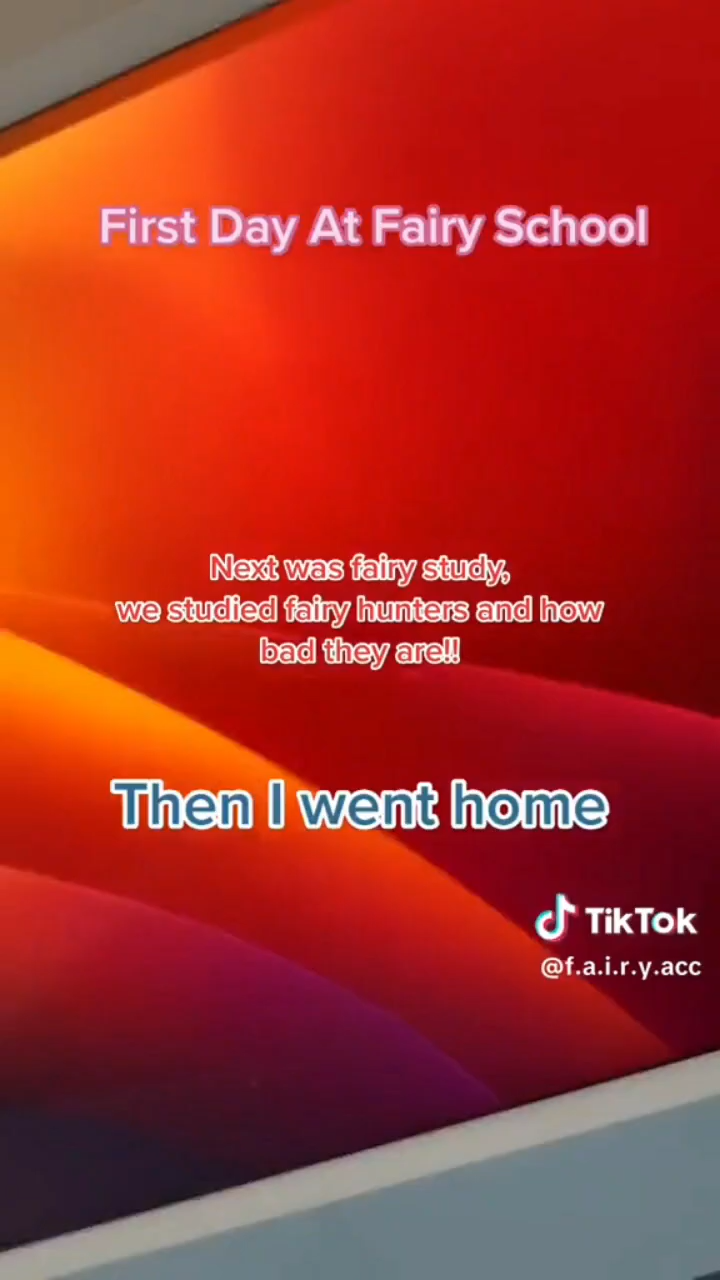 First Day At Fairy School
Next was fairy study,
we studied fairy hunters and how
bad they are!!
Then I went home
TikTok
@f.a.i.r.y.acc